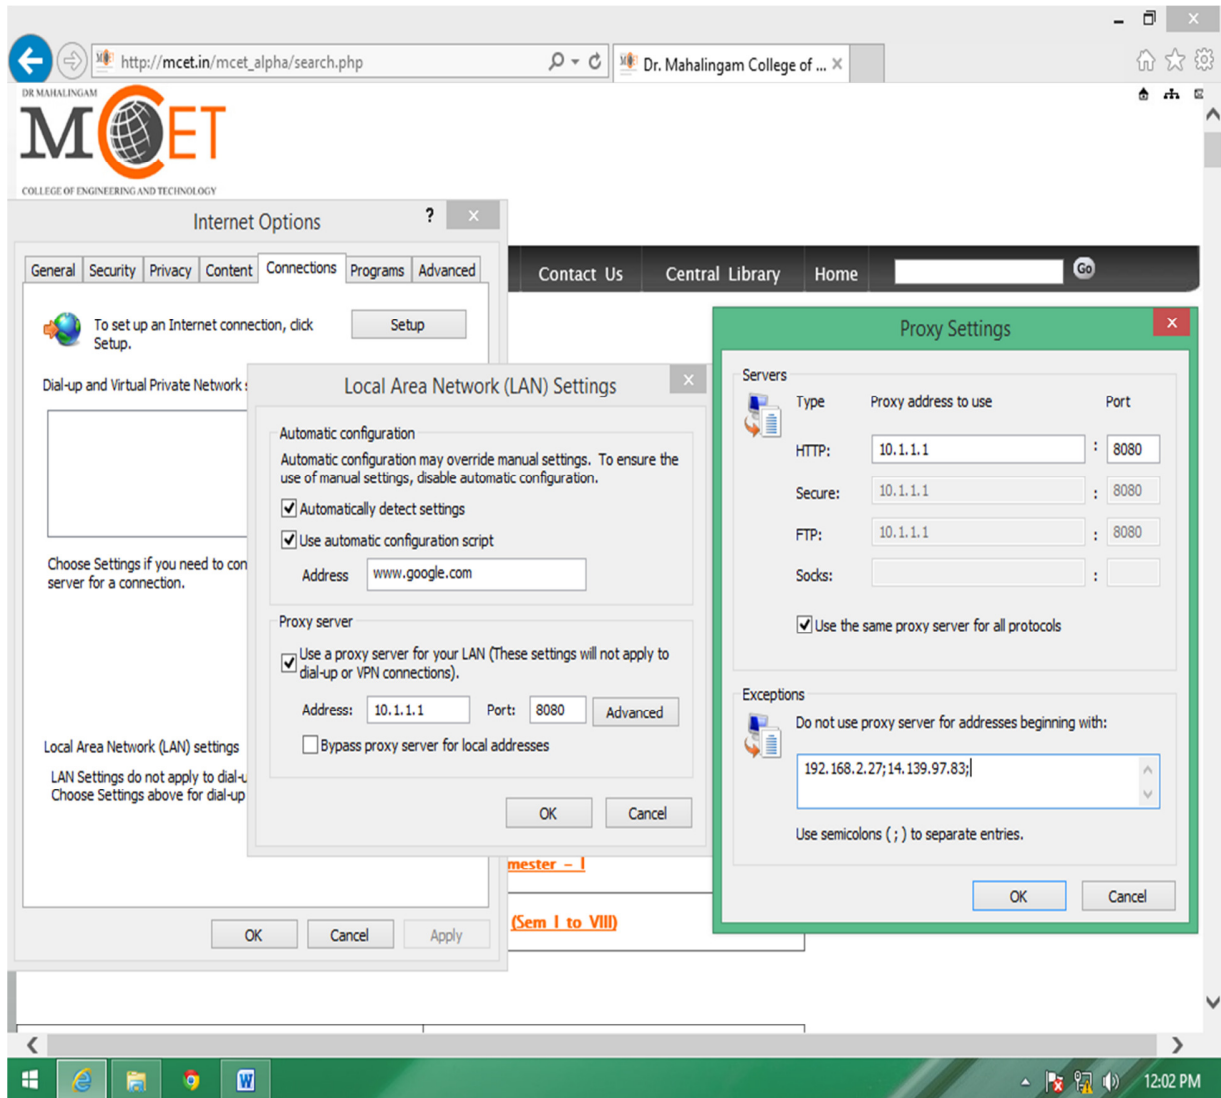 http://mcet.in/mcet_alpha/search.php
Dr. Mahalingam College of ...
DR MAHALINGAM
MCET
COLLEGE OF ENGINEERING AND TECHNOLOGY
Contact Us Central Library Home Go
Internet Options
General Security Privacy Content Connections Programs Advanced
To set up an Internet connection, click
Setup.
Setup
Dial-up and Virtual Private Network s
Choose Settings if you need to con
server for a connection.
Local Area Network (LAN) settings
LAN Settings do not apply to dial-u
Choose Settings above for dial-up
OK Cancel Apply
Local Area Network (LAN) Settings
Automatic configuration
Automatic configuration may override manual settings. To ensure the
use of manual settings, disable automatic configuration.
Automatically detect settings
Use automatic configuration script
Address www.google.com
Proxy server
Use a proxy server for your LAN (These settings will not apply to
dial-up or VPN connections).
Address: 10.1.1.1 Port: 8080 Advanced
Bypass proxy server for local addresses
OK Cancel
Proxy Settings
Servers
Type Proxy address to use Port
HTTP: 10.1.1.1 : 8080
Secure: 10.1.1.1 : 8080
FTP: 10.1.1.1 : 8080
Socks: :
Use the same proxy server for all protocols
Exceptions
Do not use proxy server for addresses beginning with:
192.168.2.27;14.139.97.83;
Use semicolons ( ; ) to separate entries.
OK Cancel
mester – I
(Sem I to VIII)
12:02 PM